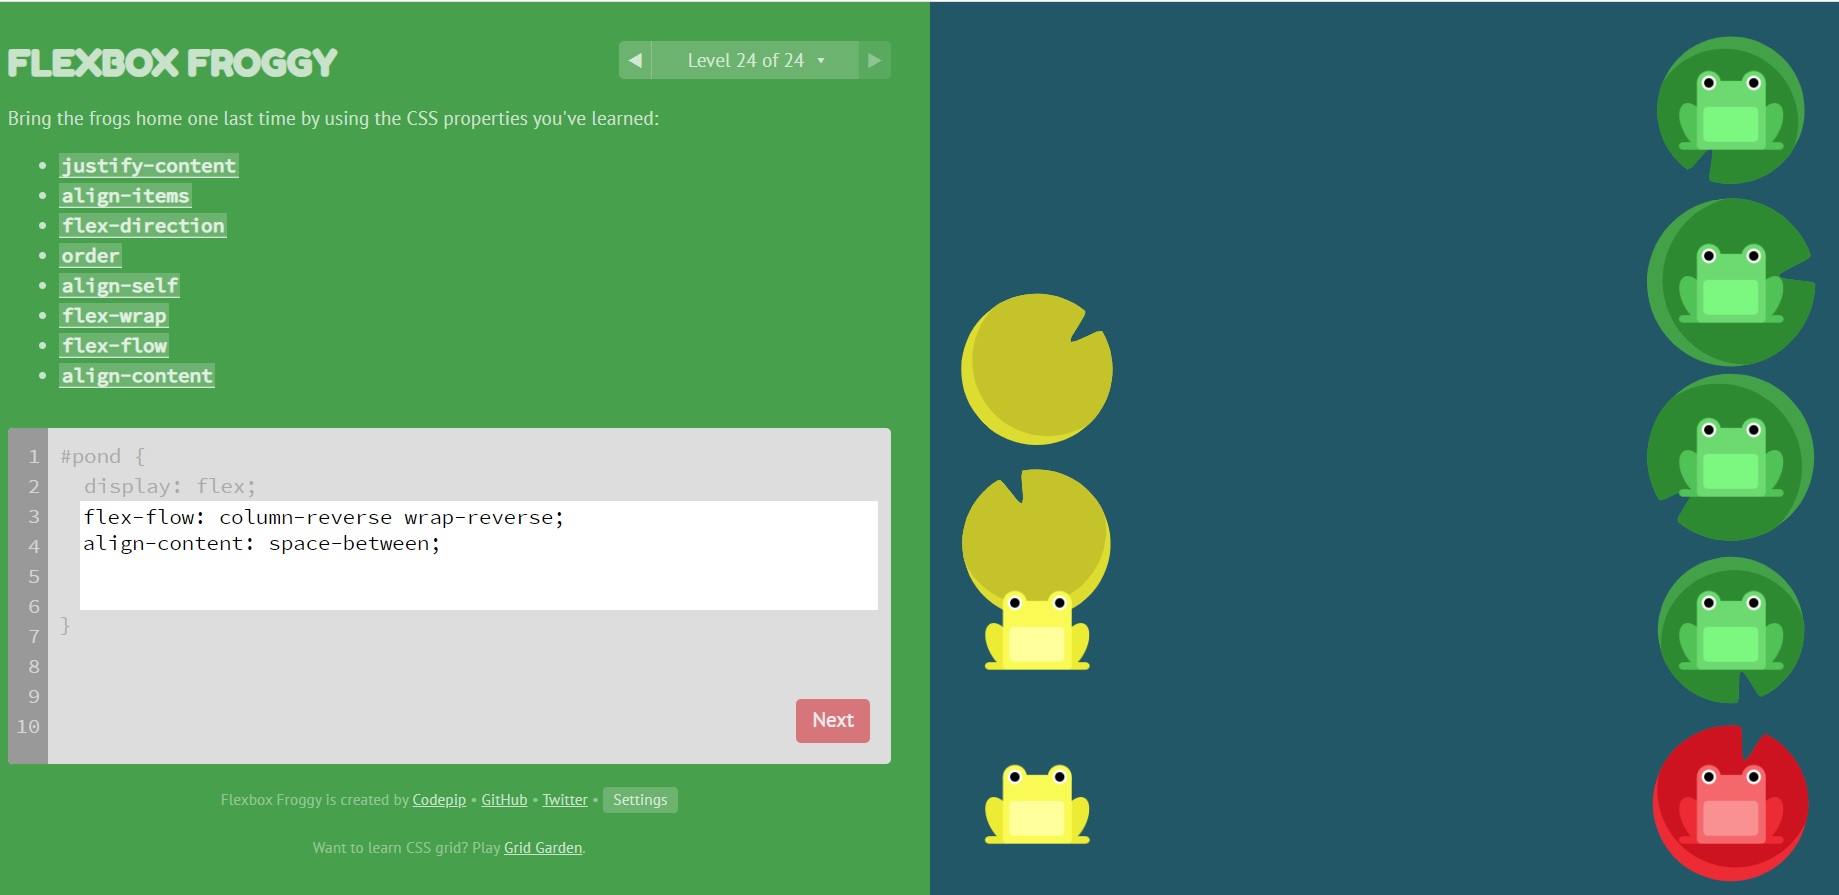 FLEXBOX FROGGY
◀ Level 24 of 24 ▾ ▶
Bring the frogs home one last time by using the CSS properties you've learned:
• justify-content
• align-items
• flex-direction
• order
• align-self
• flex-wrap
• flex-flow
• align-content
1 #pond {
2 display: flex;
3 flex-flow: column-reverse wrap-reverse;
4 align-content: space-between;
5
6
7 }
8
9
10
Next
Flexbox Froggy is created by Codepip • GitHub • Twitter • Settings
Want to learn CSS grid? Play Grid Garden.